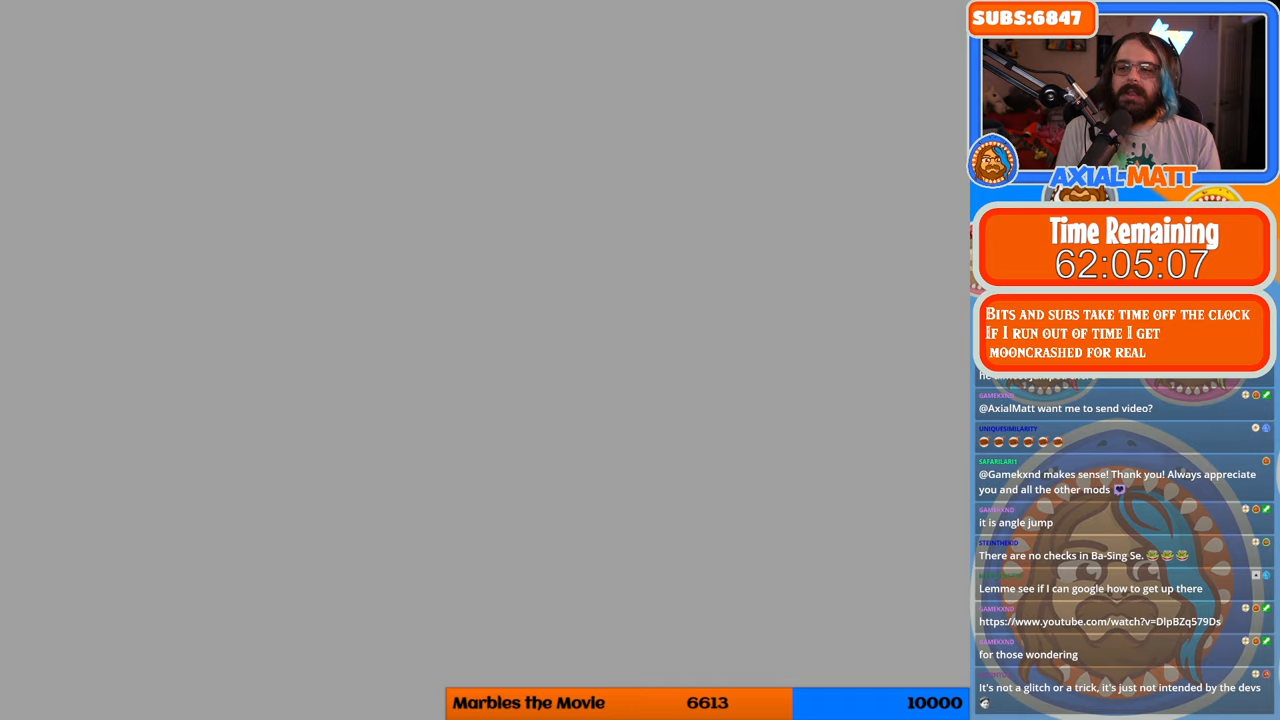 SUBS:6847
AXIALMATT
Time Remaining
62:05:07
Bits and subs take time off the clock
If I run out of time I get
mooncrashed for real
GAMEKXND
@AxialMatt want me to send video?
UNIQUESIMILARITY
SAFARILARI1
@Gamekxnd makes sense! Thank you! Always appreciate
you and all the other mods
GAMEKXND
it is angle jump
STEINTHEKID
There are no checks in Ba-Sing Se.
Lemme see if I can google how to get up there
GAMEKXND
https://www.youtube.com/watch?v=DlpBZq579Ds
GAMEKXND
for those wondering
It's not a glitch or a trick, it's just not intended by the devs
Marbles the Movie 6613 10000